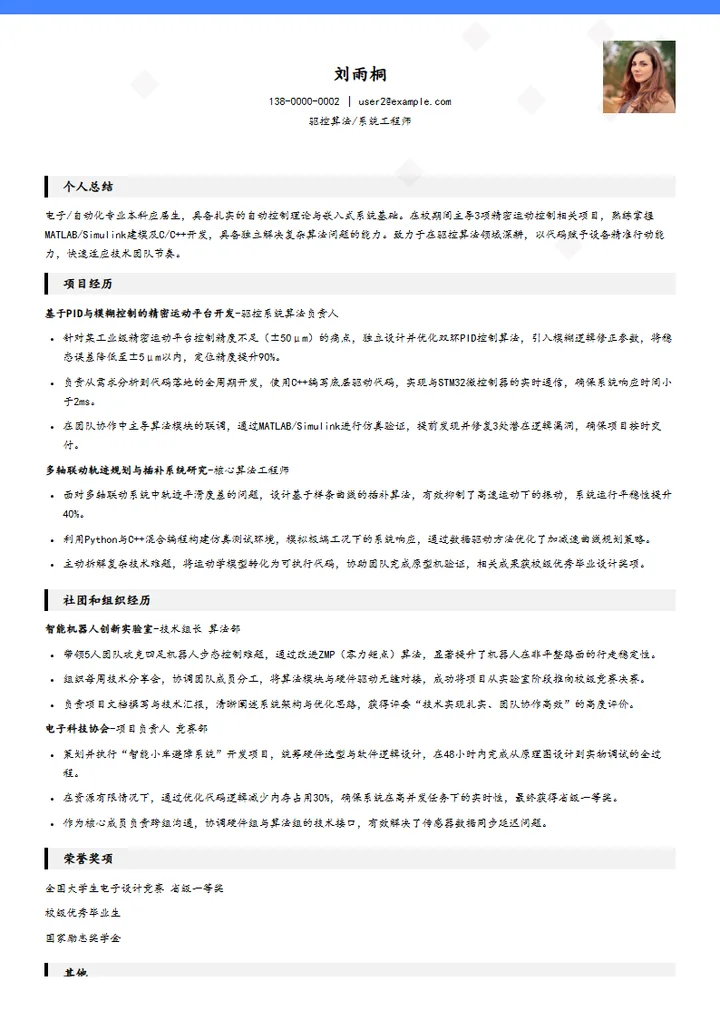 刘雨桐
138-0000-0002 | user2@example.com
驱控算法/系统工程师
个人总结
电子/自动化专业本科应届生，具备扎实的自动控制理论与嵌入式系统基础。在校期间主导3项精密运动控制相关项目，熟练掌握
MATLAB/Simulink建模及C/C++开发，具备独立解决复杂算法问题的能力。致力于在驱控算法领域深耕，以代码赋予设备精准行动能
力，快速适应技术团队节奏。
项目经历
基于PID与模糊控制的精密运动平台开发-驱控系统算法负责人
• 针对某工业级精密运动平台控制精度不足（±50μm）的痛点，独立设计并优化双环PID控制算法，引入模糊逻辑修正参数，将稳
态误差降低至±5μm以内，定位精度提升90%。
• 负责从需求分析到代码落地的全周期开发，使用C++编写底层驱动代码，实现与STM32微控制器的实时通信，确保系统响应时间小
于2ms。
• 在团队协作中主导算法模块的联调，通过MATLAB/Simulink进行仿真验证，提前发现并修复3处潜在逻辑漏洞，确保项目按时交
付。
多轴联动轨迹规划与插补系统研究-核心算法工程师
• 面对多轴联动系统中轨迹平滑度差的问题，设计基于样条曲线的插补算法，有效抑制了高速运动下的振动，系统运行平稳性提升
40%。
• 利用Python与C++混合编程构建仿真测试环境，模拟极端工况下的系统响应，通过数据驱动方法优化了加减速曲线规划策略。
• 主动拆解复杂技术难题，将运动学模型转化为可执行代码，协助团队完成原型机验证，相关成果获校级优秀毕业设计奖项。
社团和组织经历
智能机器人创新实验室-技术组长 算法部
• 带领5人团队攻克四足机器人步态控制难题，通过改进ZMP（零力矩点）算法，显著提升了机器人在非平整路面的行走稳定性。
• 组织每周技术分享会，协调团队成员分工，将算法模块与硬件驱动无缝对接，成功将项目从实验室阶段推向校级竞赛决赛。
• 负责项目文档撰写与技术汇报，清晰阐述系统架构与优化思路，获得评委“技术实现扎实、团队协作高效”的高度评价。
电子科技协会-项目负责人 竞赛部
• 策划并执行“智能小车避障系统”开发项目，统筹硬件选型与软件逻辑设计，在48小时内完成从原理图设计到实物调试的全过
程。
• 在资源有限情况下，通过优化代码逻辑减少内存占用30%，确保系统在高并发任务下的实时性，最终获得省级一等奖。
• 作为核心成员负责跨组沟通，协调硬件组与算法组的技术接口，有效解决了传感器数据同步延迟问题。
荣誉奖项
全国大学生电子设计竞赛 省级一等奖
校级优秀毕业生
国家励志奖学金
其他